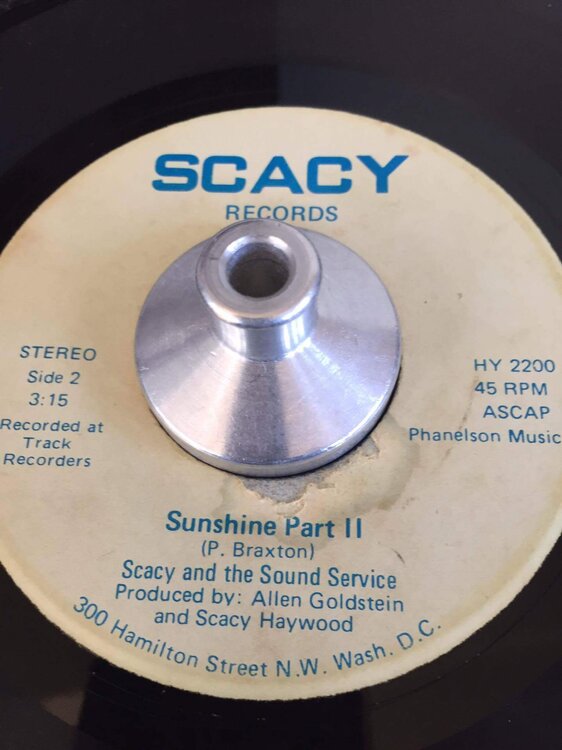 SCACY
RECORDS
STEREO
Side 2
3:15
Recorded at
Track
Recorders
HY 2200
45 RPM
ASCAP
Phanelson Music
Sunshine Part II
(P. Braxton)
Scacy and the Sound Service
Produced by: Allen Goldstein
and Scacy Haywood
300 Hamilton Street N.W. Wash. D.C.